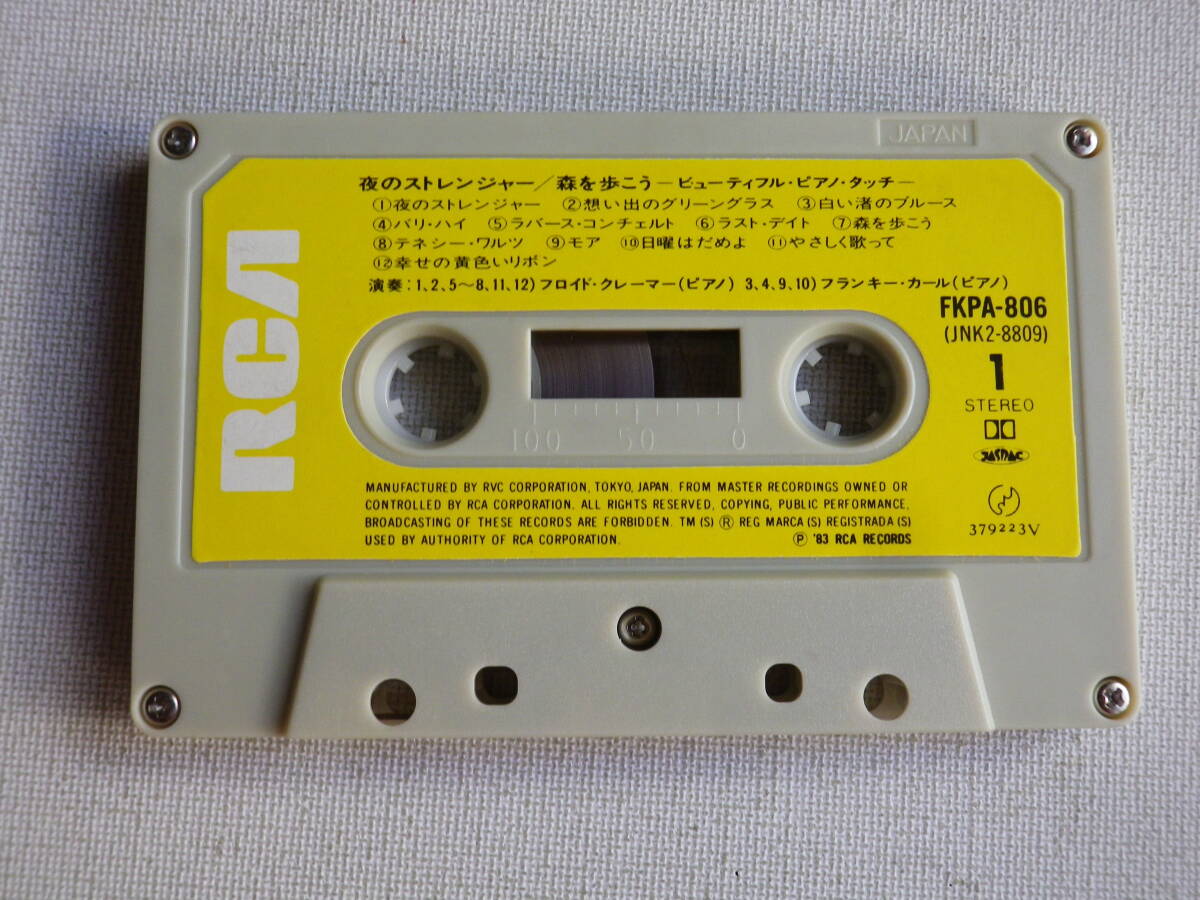 JAPAN
RCA
夜のストレンジャー/森を歩こう―ビューティフル・ピアノ・タッチ―
①夜のストレンジャー ②想い出のグリーングラス ③白い渚のブルース
④バリ・ハイ ⑤ラバース・コンチェルト ⑥ラスト・デイト ⑦森を歩こう
⑧テネシー・ワルツ ⑨モア ⑩日曜はだめよ ⑪やさしく歌って
⑫幸せの黄色いリボン
演奏:1、2、5〜8、11、12)フロイド・クレーマー(ピアノ) 3、4、9、10)フランキー・カール(ピアノ)
FKPA-806
(JNK2-8809)
1
STEREO
JASRAC
100 50 0
MANUFACTURED BY RVC CORPORATION, TOKYO, JAPAN. FROM MASTER RECORDINGS OWNED OR
CONTROLLED BY RCA CORPORATION. ALL RIGHTS RESERVED, COPYING, PUBLIC PERFORMANCE,
BROADCASTING OF THESE RECORDS ARE FORBIDDEN. TM (S) Ⓡ REG MARCA (S) REGISTRADA (S)
USED BY AUTHORITY OF RCA CORPORATION. Ⓟ '83 RCA RECORDS
379223V